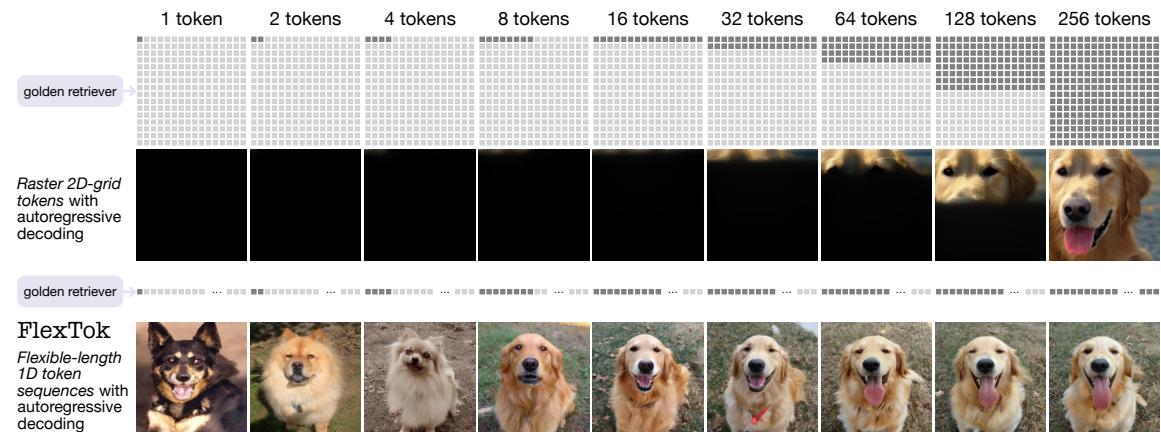 1 token 2 tokens 4 tokens 8 tokens 16 tokens 32 tokens 64 tokens 128 tokens 256 tokens
golden retriever
Raster 2D-grid
tokens with
autoregressive
decoding
golden retriever
... ... ... ... ... ... ... ... ...
FlexTok
Flexible-length
1D token
sequences with
autoregressive
decoding